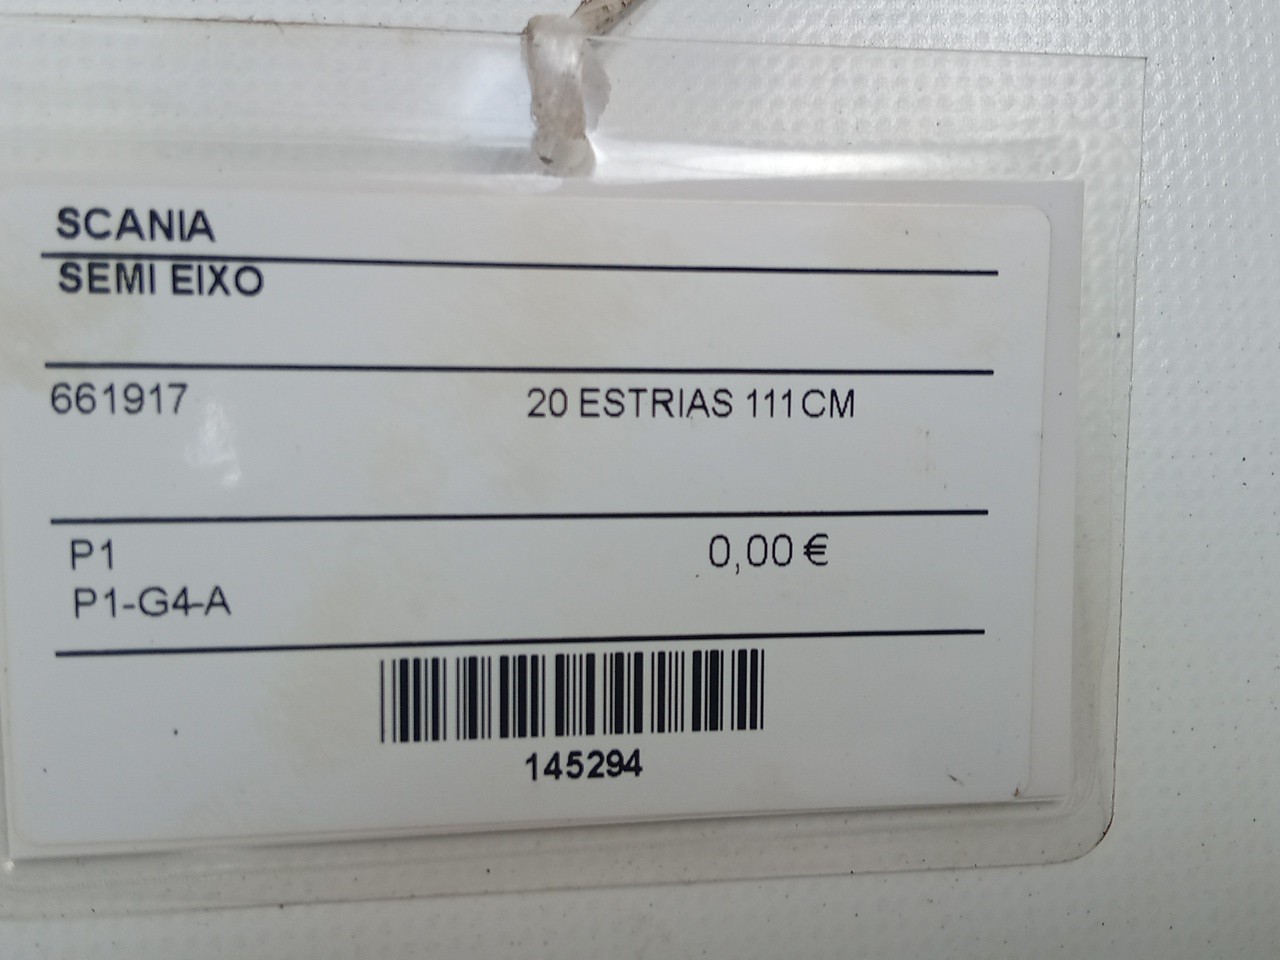 SCANIA
SEMI EIXO
661917 20 ESTRIAS 111CM
P1 0,00 €
P1-G4-A
145294